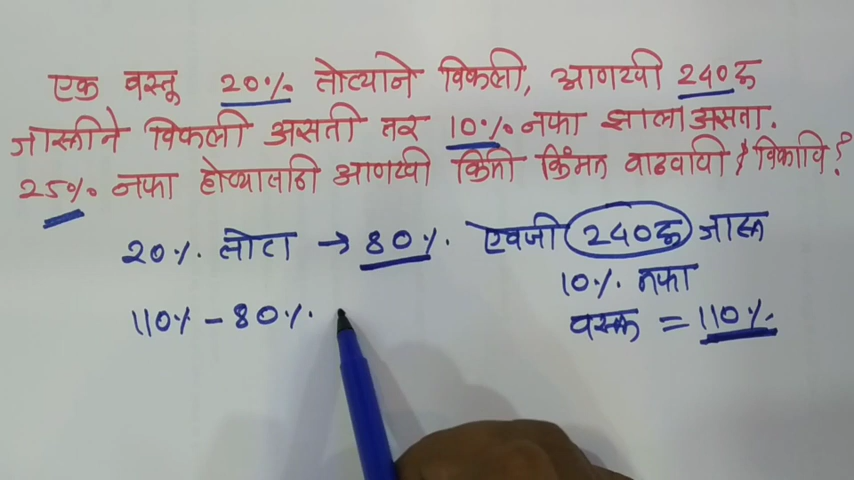 एक वस्तू 20% तोट्याने विकली, आणखी 240रु
जास्तीने विकली असती तर 10% नफा झाला असता.
25% नफा होण्यासाठी आणखी किती किंमत वाढवावी / विकावि?
20% तोटा → 80% एवजी 240रु जास्त
10% नफा
110% - 80% वस्तू = 110%